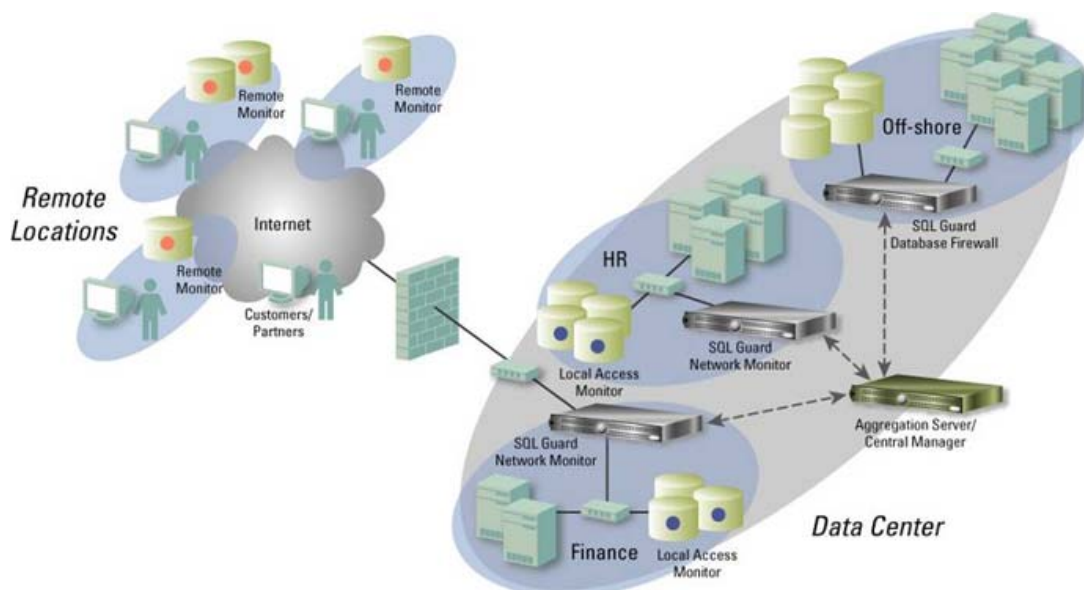 Remote
Monitor
Remote
Monitor
Off-shore
Remote
Locations
Internet
SQL Guard
Database Firewall
HR
Remote
Monitor
Customers/
Partners
SQL Guard
Network Monitor
Local Access
Monitor
Aggregation Server/
Central Manager
SQL Guard
Network Monitor
Data Center
Finance
Local Access
Monitor